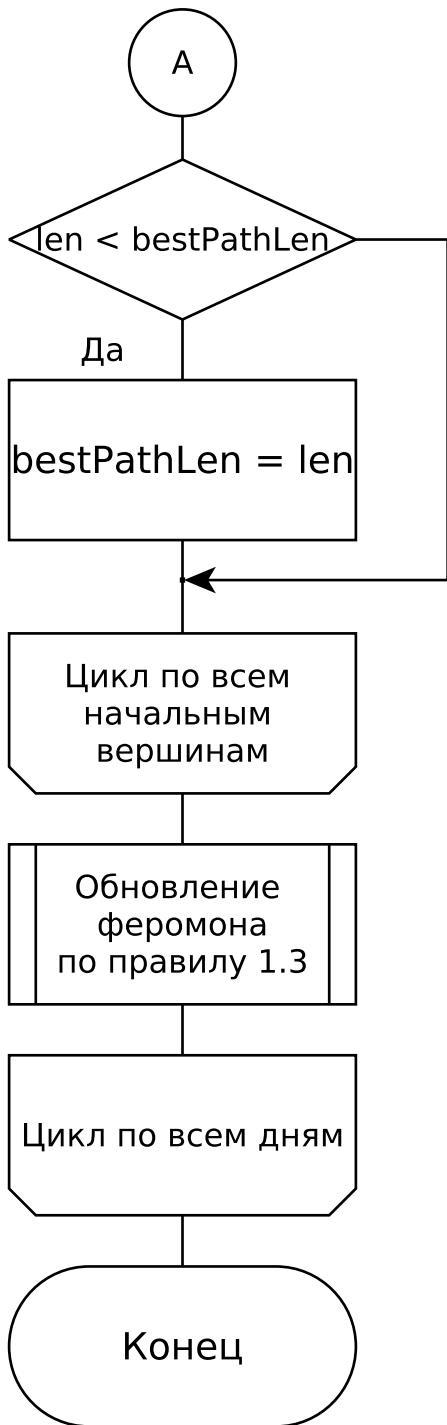 A
len < bestPathLen
Да
bestPathLen = len
Цикл по всем
начальным
вершинам
Обновление
феромона
по правилу 1.3
Цикл по всем дням
Конец